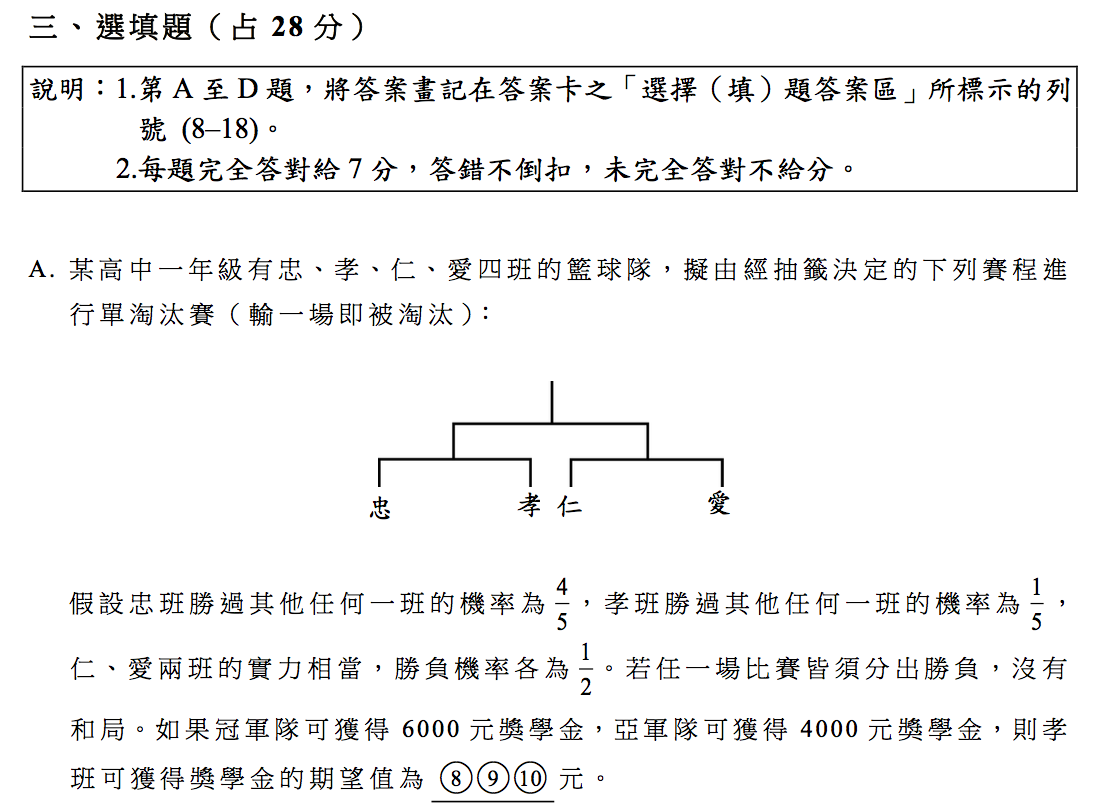 三、選填題（占 28 分）
說明：1.第 A 至 D 題，將答案畫記在答案卡之「選擇（填）題答案區」所標示的列
號 (8–18)。
2.每題完全答對給 7 分，答錯不倒扣，未完全答對不給分。
A. 某高中一年級有忠、孝、仁、愛四班的籃球隊，擬由經抽籤決定的下列賽程進
行單淘汰賽（輸一場即被淘汰）：
忠 孝 仁 愛
假設忠班勝過其他任何一班的機率為 4/5，孝班勝過其他任何一班的機率為 1/5，
仁、愛兩班的實力相當，勝負機率各為 1/2。若任一場比賽皆須分出勝負，沒有
和局。如果冠軍隊可獲得 6000 元獎學金，亞軍隊可獲得 4000 元獎學金，則孝
班可獲得獎學金的期望值為 ⑧⑨⑩ 元。